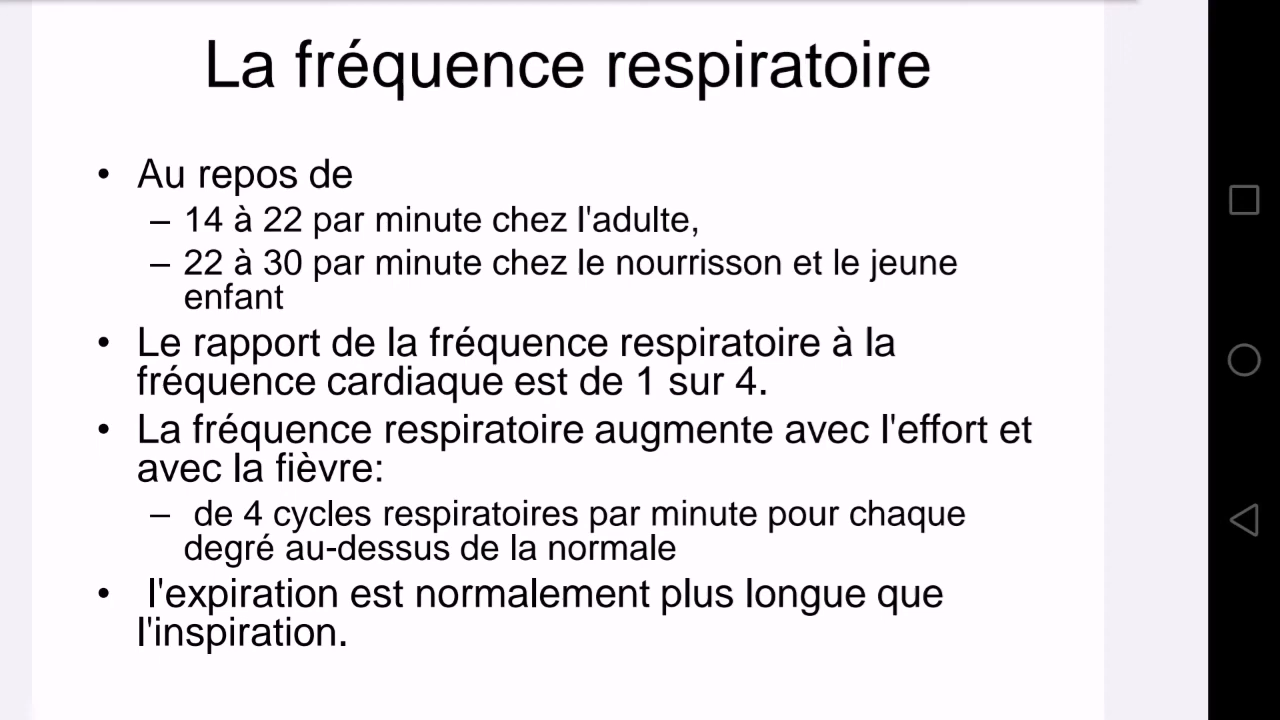 La fréquence respiratoire
• Au repos de
– 14 à 22 par minute chez l'adulte,
– 22 à 30 par minute chez le nourrisson et le jeune
enfant
• Le rapport de la fréquence respiratoire à la
fréquence cardiaque est de 1 sur 4.
• La fréquence respiratoire augmente avec l'effort et
avec la fièvre:
– de 4 cycles respiratoires par minute pour chaque
degré au-dessus de la normale
• l'expiration est normalement plus longue que
l'inspiration.